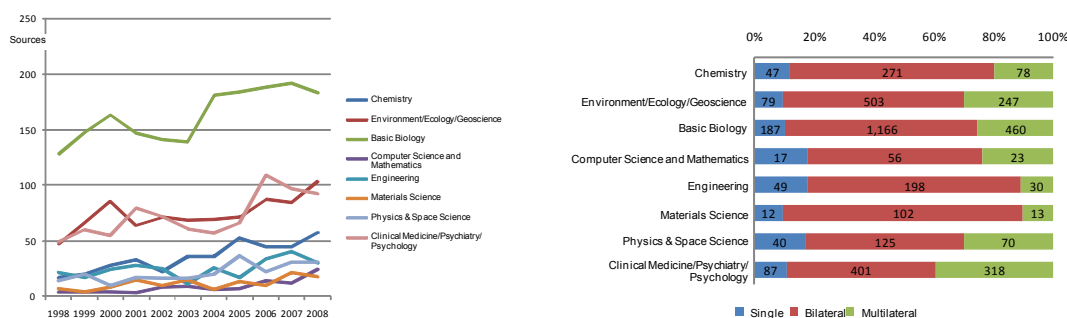 250
Sources
200
150
100
50
0
1998 1999 2000 2001 2002 2003 2004 2005 2006 2007 2008
Chemistry
Environment/Ecology/Geoscience
Basic Biology
Computer Science and
Mathematics
Engineering
Materials Science
Physics & Space Science
Clinical Medicine/Psychiatry/
Psychology
0% 20% 40% 60% 80% 100%
Chemistry 47 271 78
Environment/Ecology/Geoscience 79 503 247
Basic Biology 187 1,166 460
Computer Science and Mathematics 17 56 23
Engineering 49 198 30
Materials Science 12 102 13
Physics & Space Science 40 125 70
Clinical Medicine/Psychiatry/
Psychology 87 401 318
Single Bilateral Multilateral